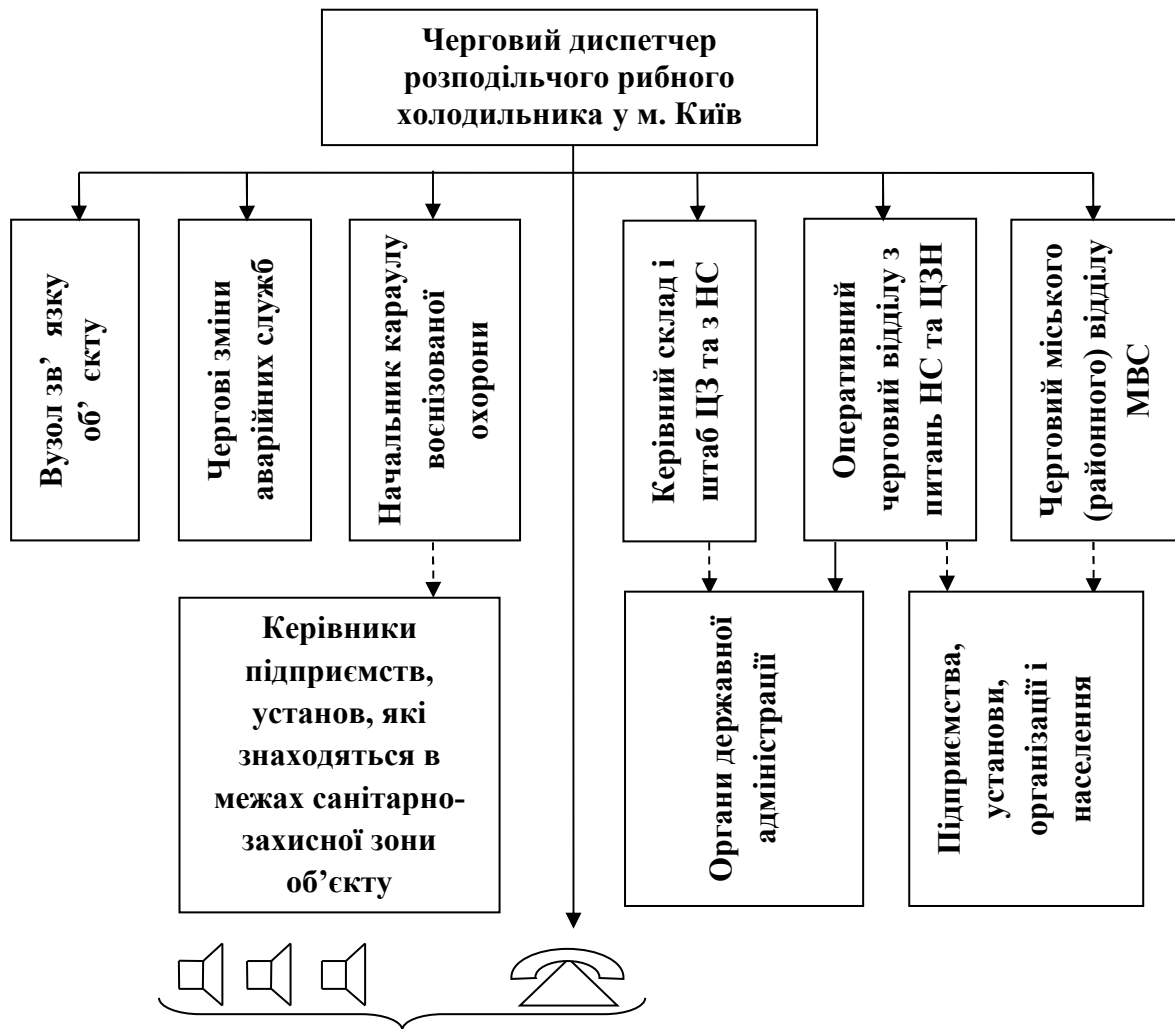 Черговий диспетчер
розподільчого рибного
холодильника у м. Київ
Вузол зв’ язку
об’ єкту
Чергові зміни
аварійних служб
Начальник караулу
воєнізованої
охорони
Керівний склад і
штаб ЦЗ та з НС
Оперативний
черговий відділу з
питань НС та ЦЗН
Черговий міського
(районного) відділу
МВС
Керівники
підприємств,
установ, які
знаходяться в
межах санітарно-
захисної зони
об’єкту
Органи державної
адміністрації
Підприємства,
установи,
організації і
населення